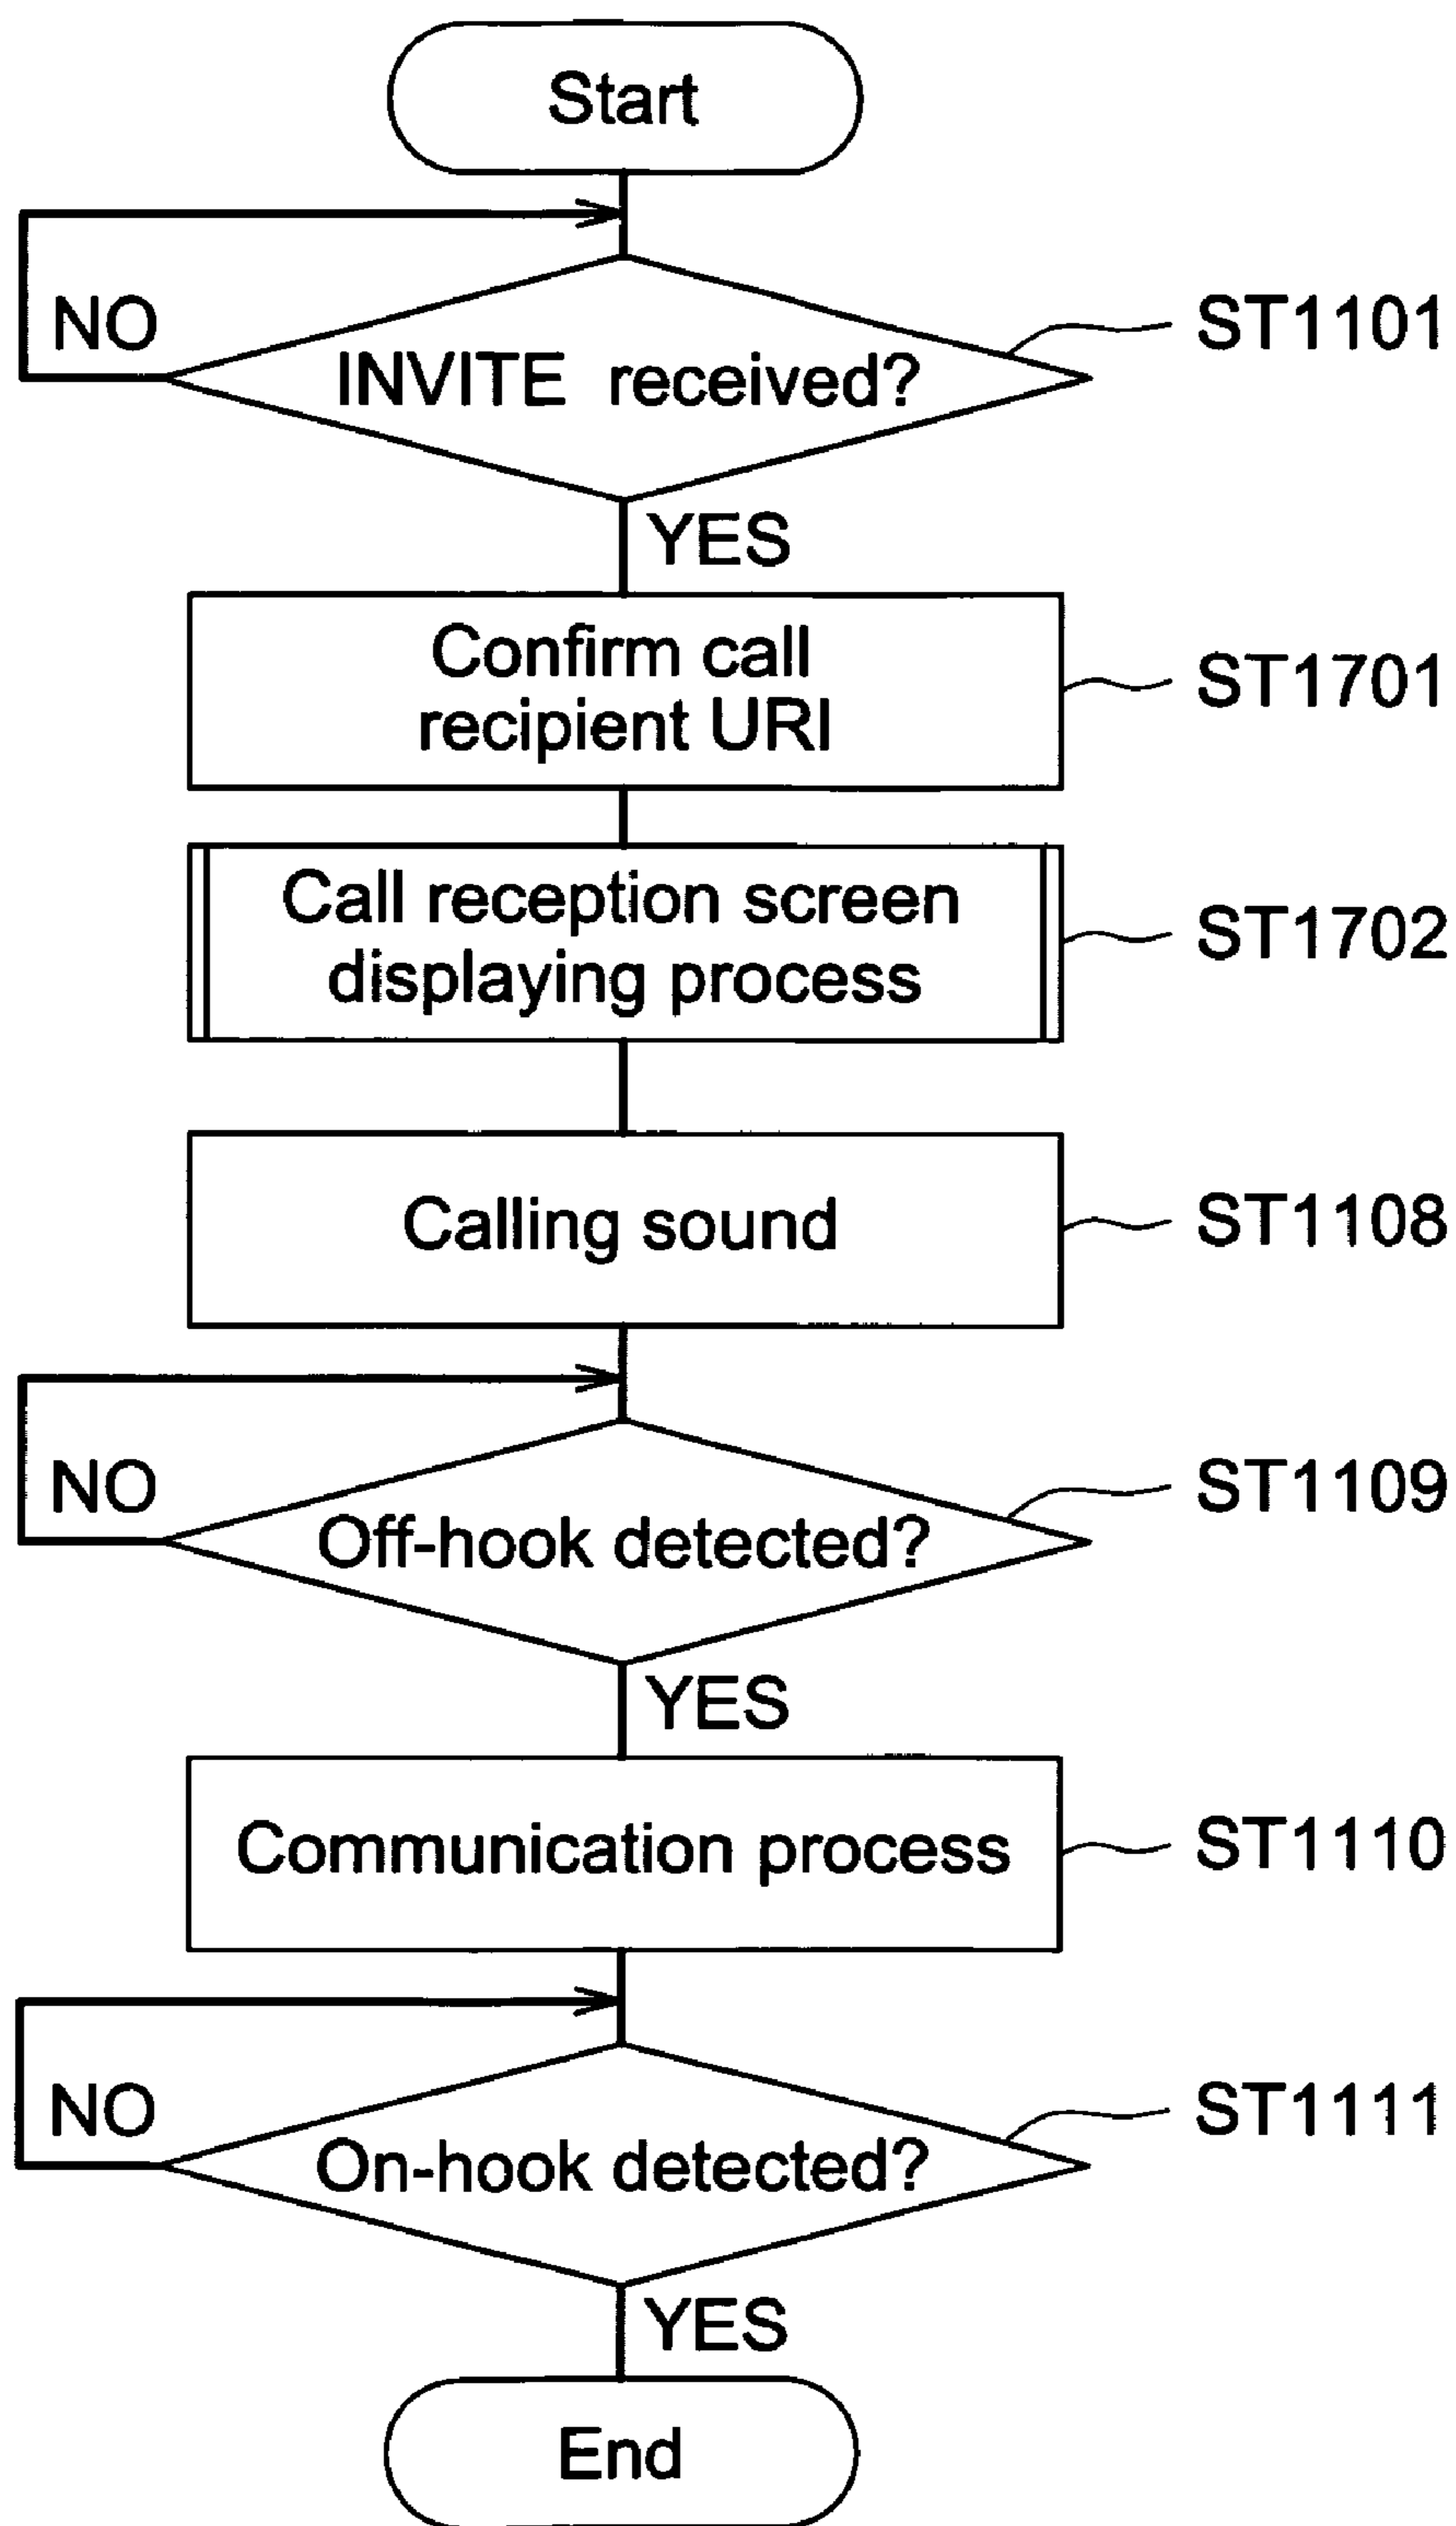 Start
NO
ST1101
INVITE received?
YES
Confirm call
recipient URI
ST1701
Call reception screen
displaying process
ST1702
Calling sound
ST1108
NO
ST1109
Off-hook detected?
YES
Communication process
ST1110
NO
ST1111
On-hook detected?
YES
End